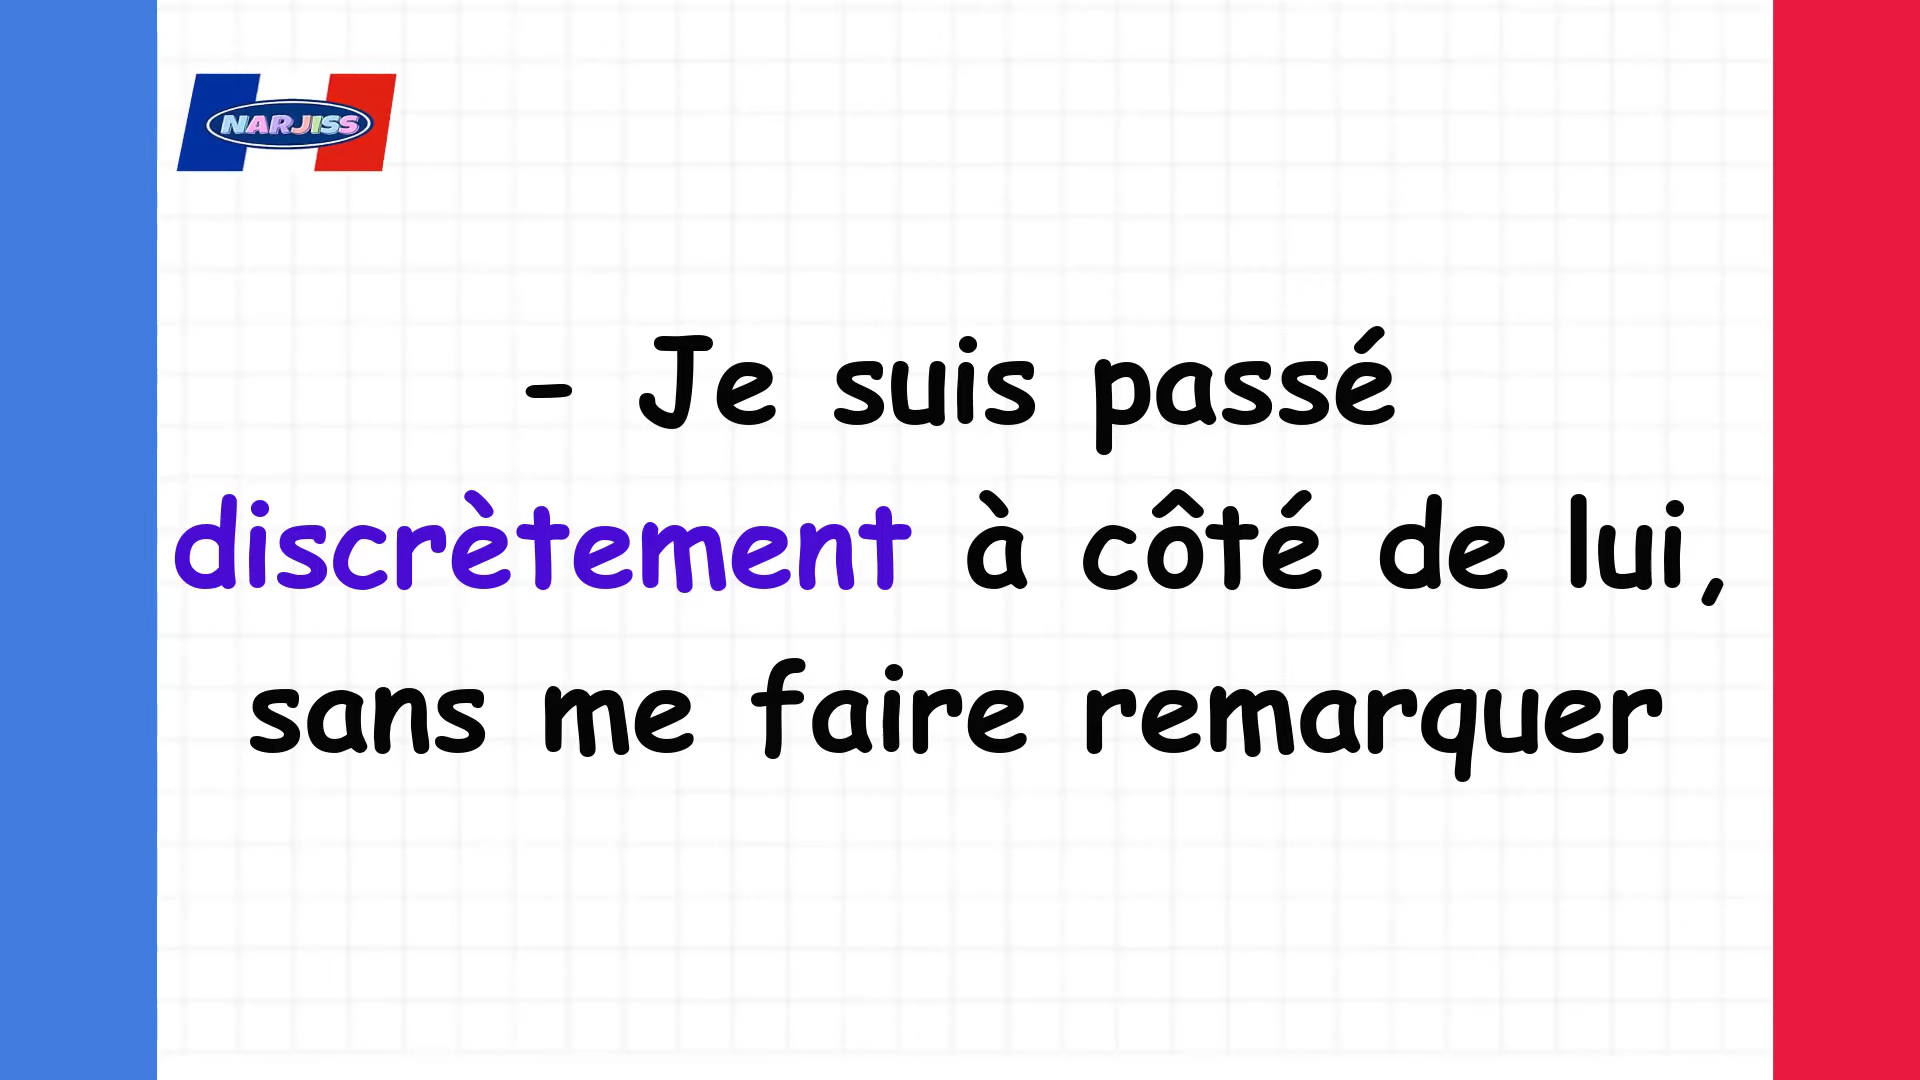 NARJISS
- Je suis passé
discrètement à côté de lui,
sans me faire remarquer